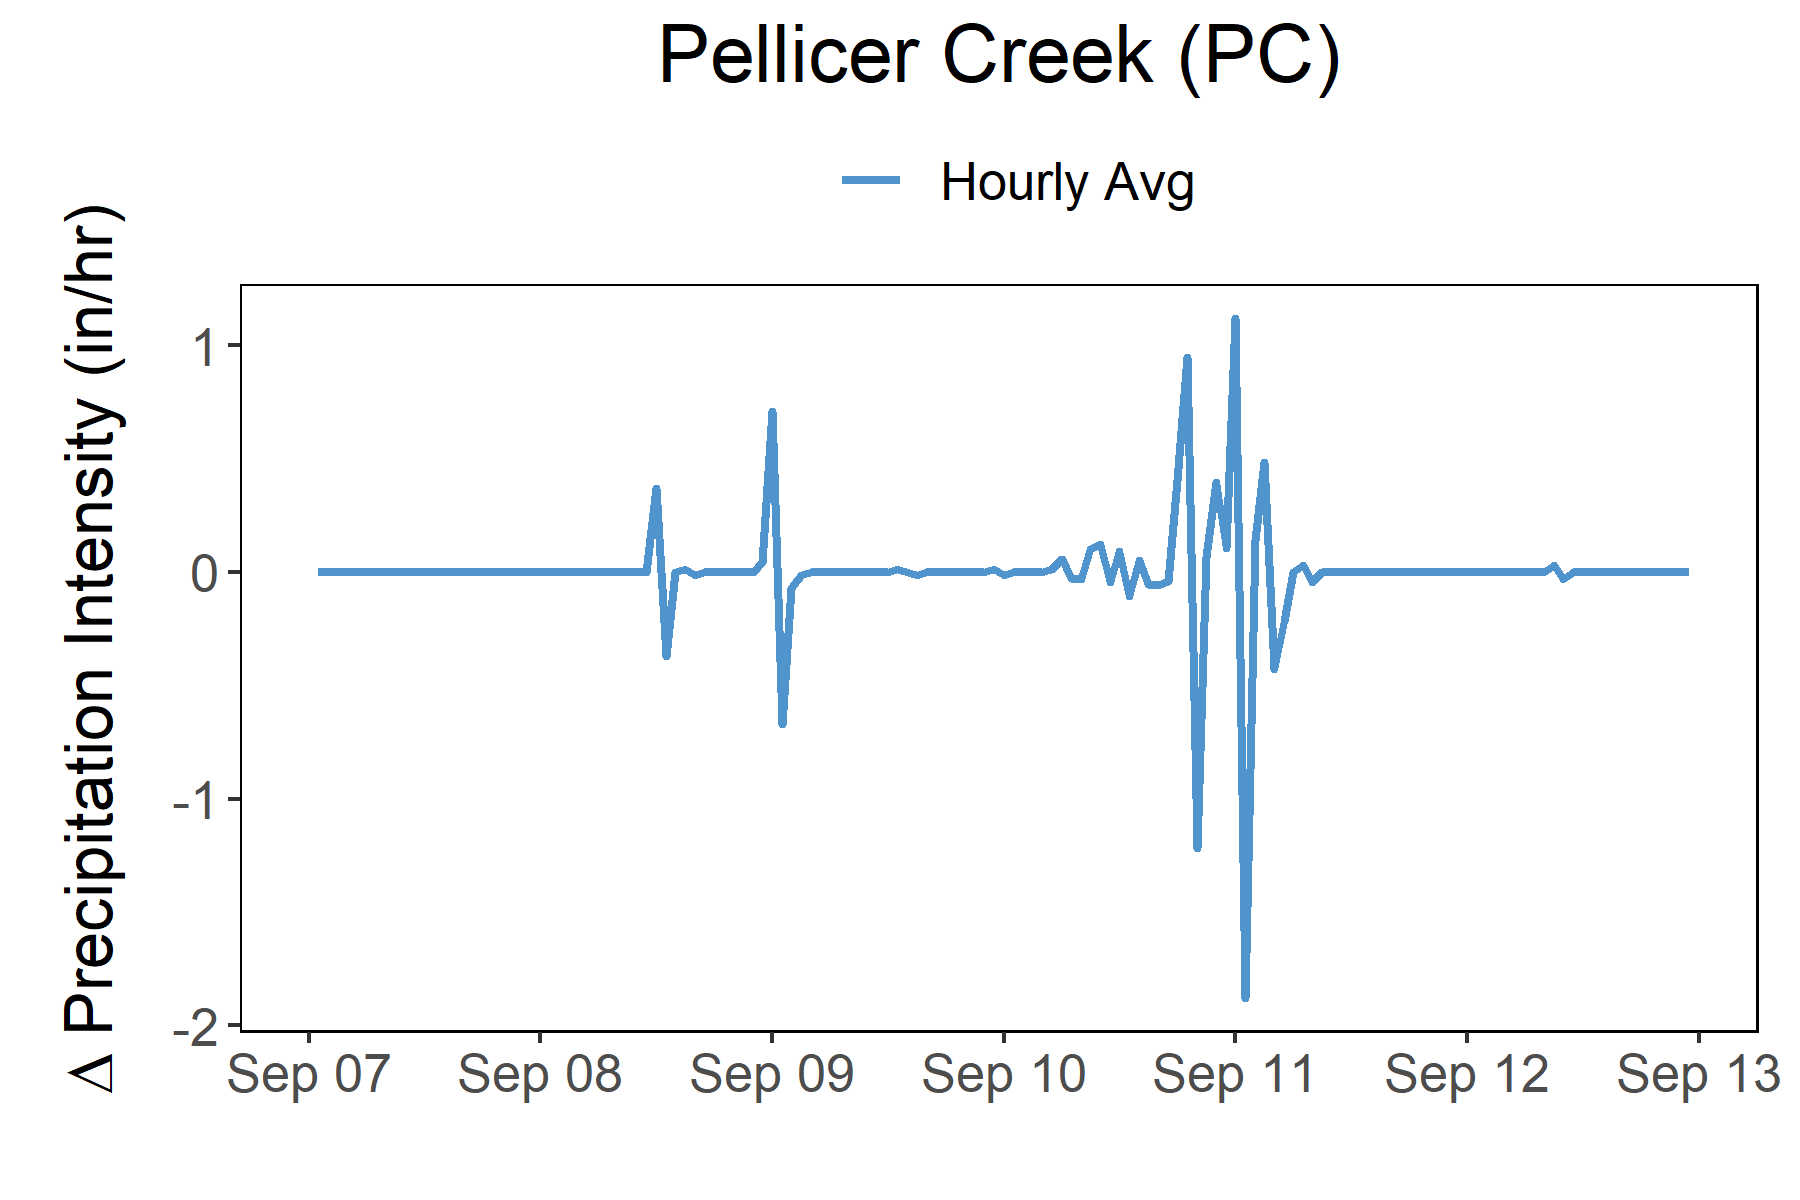 Pellicer Creek (PC)
Hourly Avg
Δ Precipitation Intensity (in/hr)
1
0
-1
-2
Sep 07 Sep 08 Sep 09 Sep 10 Sep 11 Sep 12 Sep 13